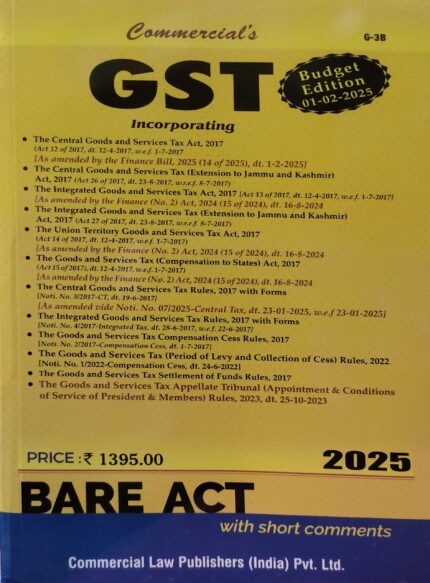 Commercial's
G-3B
GST
Budget
Edition
01-02-2025
Incorporating
• The Central Goods and Services Tax Act, 2017
(Act 12 of 2017, dt. 12-4-2017, w.e.f. 1-7-2017
[As amended by the Finance Bill, 2025 (14 of 2025), dt. 1-2-2025]
• The Central Goods and Services Tax (Extension to Jammu and Kashmir)
Act, 2017 (Act 26 of 2017, dt. 23-8-2017, w.r.e.f. 8-7-2017)
• The Integrated Goods and Services Tax Act, 2017 [Act 13 of 2017, dt. 12-4-2017, w.e.f. 1-7-2017]
[As amended by the Finance (No. 2) Act, 2024 (15 of 2024), dt. 16-8-2024
• The Integrated Goods and Services Tax (Extension to Jammu and Kashmir)
Act, 2017 (Act 27 of 2017, dt. 23-8-2017, w.r.e.f. 8-7-2017)
• The Union Territory Goods and Services Tax Act, 2017
(Act 14 of 2017, dt. 12-4-2017, w.e.f. 1-7-2017)
[As amended by the Finance (No. 2) Act, 2024 (15 of 2024), dt. 16-8-2024
• The Goods and Services Tax (Compensation to States) Act, 2017
(Act 15 of 2017), dt. 12-4-2017, w.e.f. 1-7-2017)
[As amended by the Finance (No. 2) Act, 2024 (15 of 2024), dt. 16-8-2024
• The Central Goods and Services Tax Rules, 2017 with Forms
[Noti. No. 3/2017-CT, dt. 19-6-2017]
[As amended vide Noti. No. 07/2025-Central Tax, dt. 23-01-2025, w.e.f 23-01-2025]
• The Integrated Goods and Services Tax Rules, 2017 with Forms
[Noti. No. 4/2017-Integrated Tax, dt. 28-6-2017, w.e.f. 22-6-2017]
• The Goods and Services Tax Compensation Cess Rules, 2017
[Noti. No. 2/2017-Compensation Cess, dt. 1-7-2017]
• The Goods and Services Tax (Period of Levy and Collection of Cess) Rules, 2022
[Noti. No. 1/2022-Compensation Cess, dt. 24-6-2022]
• The Goods and Services Tax Settlement of Funds Rules, 2017
• The Goods and Services Tax Appellate Tribunal (Appointment & Conditions
of Service of President & Members) Rules, 2023, dt. 25-10-2023
PRICE : ₹ 1395.00
2025
BARE ACT
with short comments
Commercial Law Publishers (India) Pvt. Ltd.